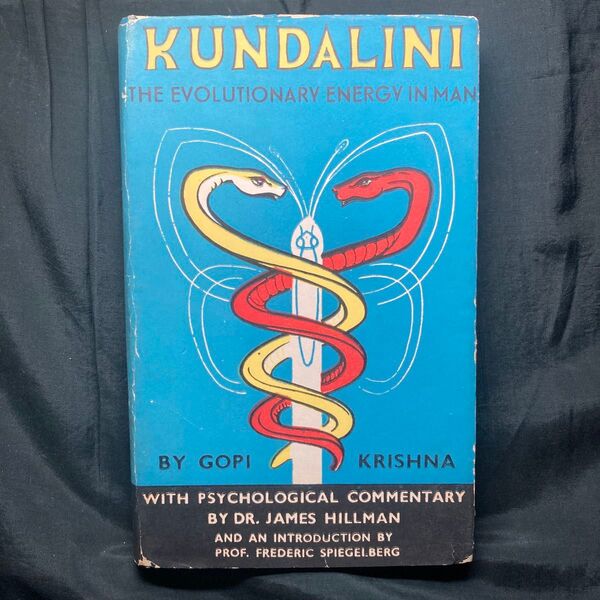 KUNDALINI
THE EVOLUTIONARY ENERGY IN MAN
BY GOPI KRISHNA
WITH PSYCHOLOGICAL COMMENTARY
BY DR. JAMES HILLMAN
AND AN INTRODUCTION BY
PROF. FREDERIC SPIEGELBERG